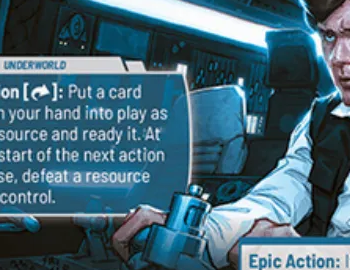 UNDERWORLD
on [ ]: Put a card
n your hand into play as
source and ready it. At
start of the next action
se, defeat a resource
control.
Epic Action: